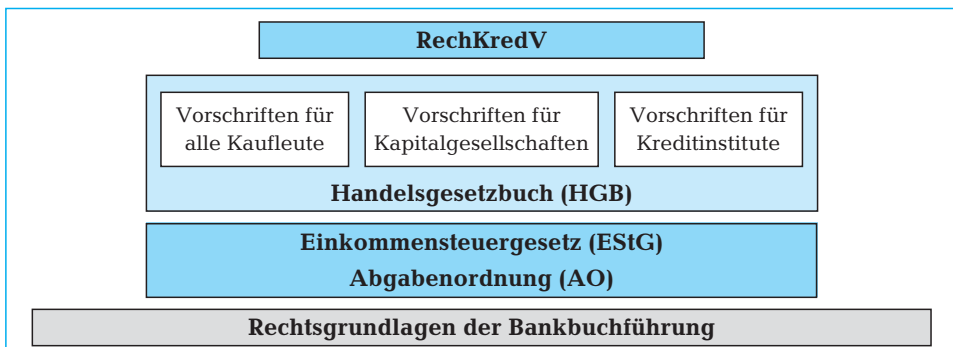 RechKredV
Vorschriften für
alle Kaufleute
Vorschriften für
Kapitalgesellschaften
Vorschriften für
Kreditinstitute
Handelsgesetzbuch (HGB)
Einkommensteuergesetz (EStG)
Abgabenordnung (AO)
Rechtsgrundlagen der Bankbuchführung